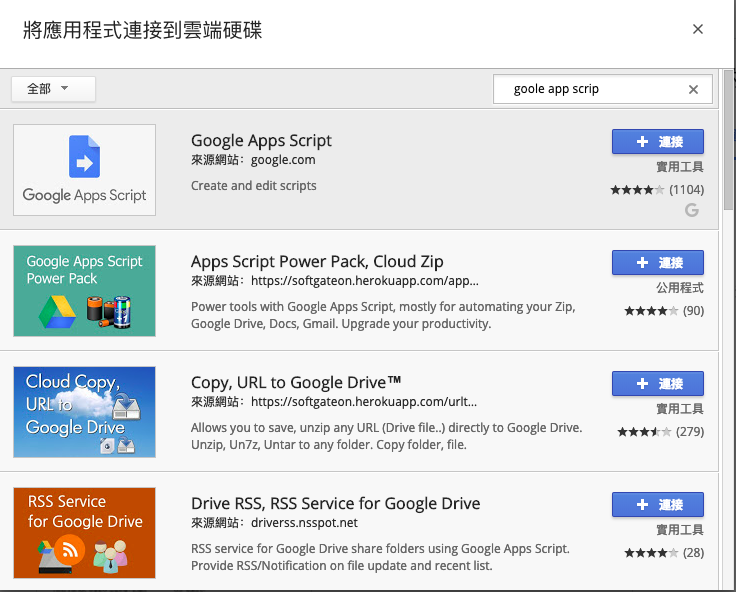 將應用程式連接到雲端硬碟
全部
goole app scrip
Google Apps Script
Google Apps Script
來源網站: google.com
Create and edit scripts
連接
實用工具
(1104)
G
Google Apps Script
Power Pack
Apps Script Power Pack, Cloud Zip
來源網站: https://softgateon.herokuapp.com/app...
Power tools with Google Apps Script, mostly for automating your Zip,
Google Drive, Docs, Gmail. Upgrade your productivity.
連接
公用程式
(90)
Cloud Copy,
URL to
Google Drive
Copy, URL to Google Drive™
來源網站: https://softgateon.herokuapp.com/urlt...
Allows you to save, unzip any URL (Drive file..) directly to Google Drive.
Unzip, Un7z, Untar to any folder. Copy folder, file.
連接
實用工具
(279)
RSS Service
for Google Drive
Drive RSS, RSS Service for Google Drive
來源網站: driverss.nsspot.net
RSS service for Google Drive share folders using Google Apps Script.
Provide RSS/Notification on file update and recent list.
連接
實用工具
(28)